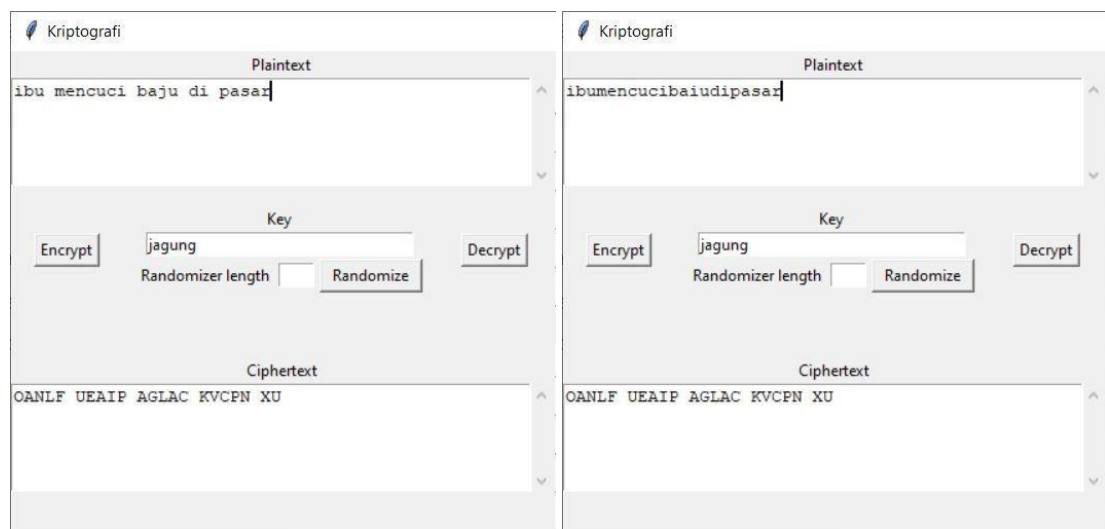 Kriptografi
Plaintext
ibu mencuci baju di pasar
Key
Encrypt
jagung
Decrypt
Randomizer length
Randomize
Ciphertext
OANLF UEAIP AGLAC KVCPN XU
Kriptografi
Plaintext
ibumencucibaiudipasar
Key
Encrypt
jagung
Decrypt
Randomizer length
Randomize
Ciphertext
OANLF UEAIP AGLAC KVCPN XU